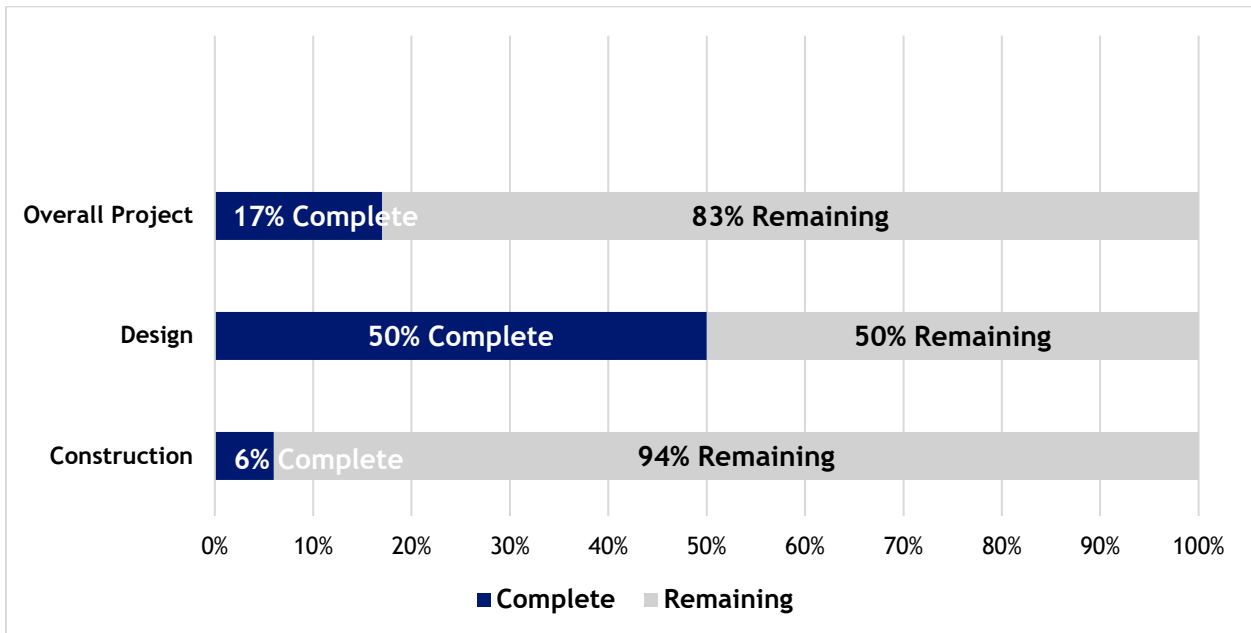 Overall Project
17% Complete
83% Remaining
Design
50% Complete
50% Remaining
Construction
6% Complete
94% Remaining
0% 10% 20% 30% 40% 50% 60% 70% 80% 90% 100%
Complete Remaining